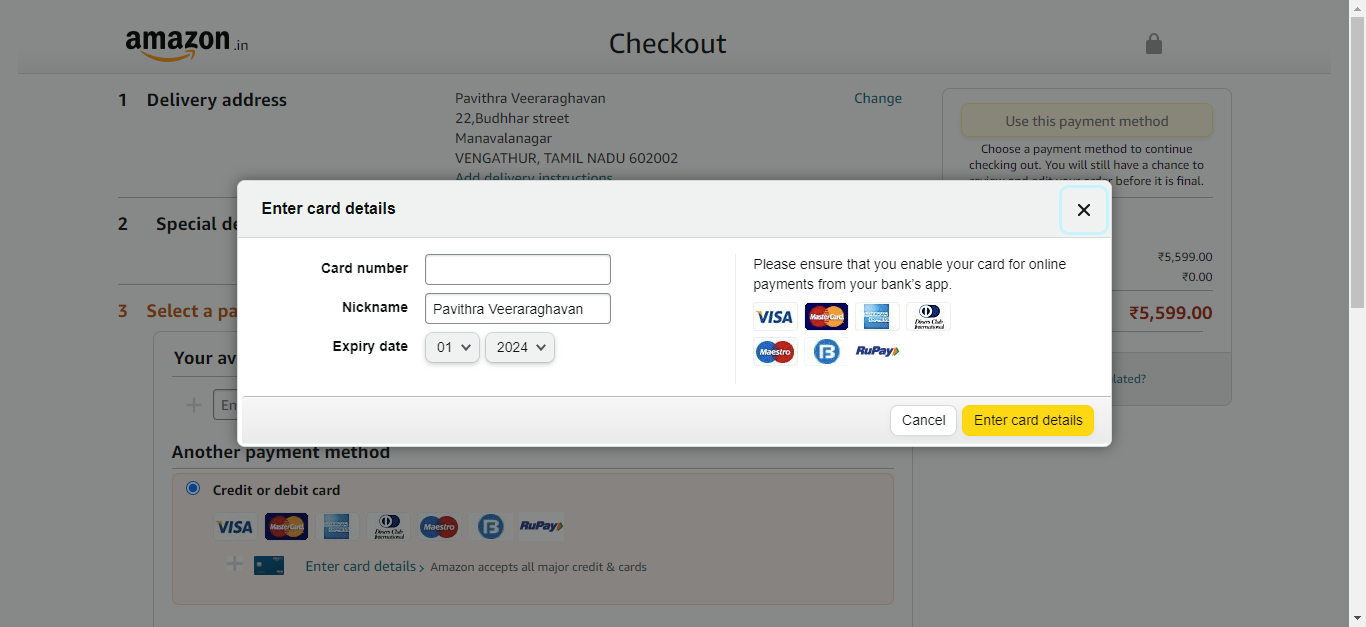 amazon.in
Checkout
1 Delivery address
Pavithra Veeraraghavan
22,Budhhar street
Manavalanagar
VENGATHUR, TAMIL NADU 602002
Add delivery instructions
Change
Use this payment method
Choose a payment method to continue
checking out. You will still have a chance to
review and edit your order before it is final.
2 Special de
₹5,599.00
₹0.00
3 Select a pa
₹5,599.00
Your av
En
lated?
Enter card details
Card number
Nickname Pavithra Veeraraghavan
Expiry date 01 2024
Please ensure that you enable your card for online
payments from your bank's app.
VISA MasterCard AMERICAN EXPRESS Diners Club International
Maestro B RuPay
Cancel Enter card details
Another payment method
Credit or debit card
VISA MasterCard AMERICAN EXPRESS Diners Club International Maestro B RuPay
Enter card details Amazon accepts all major credit & cards